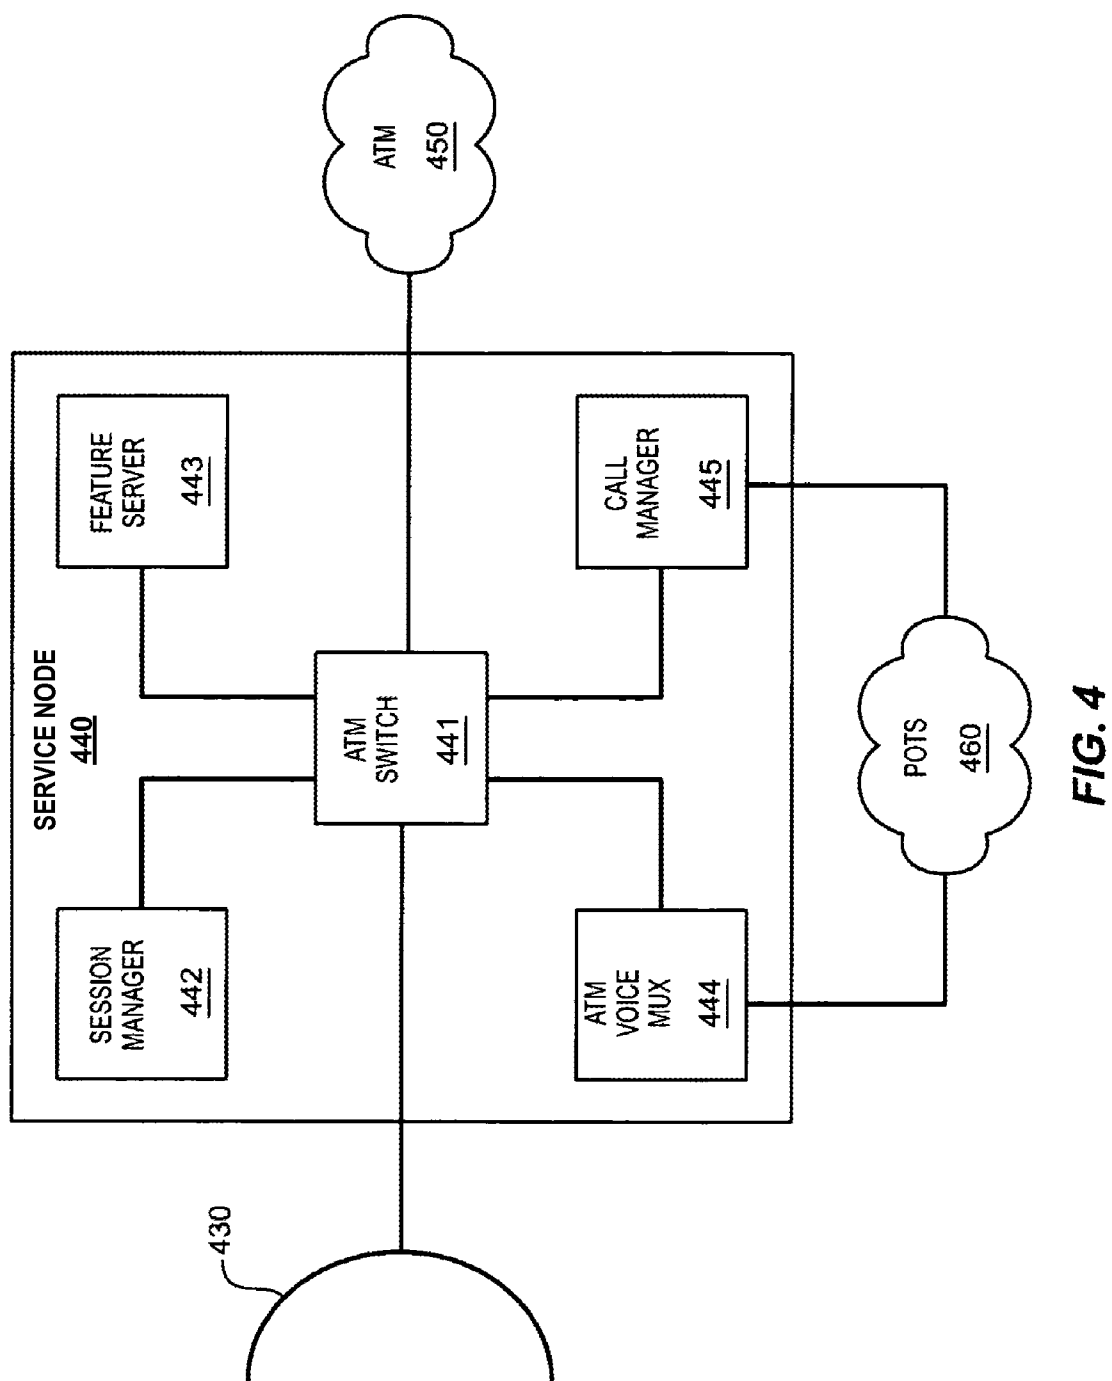 SERVICE NODE
440
SESSION
MANAGER
442
FEATURE
SERVER
443
430
ATM
SWITCH
441
ATM
450
ATM
VOICE
MUX
444
CALL
MANAGER
445
POTS
460
FIG. 4